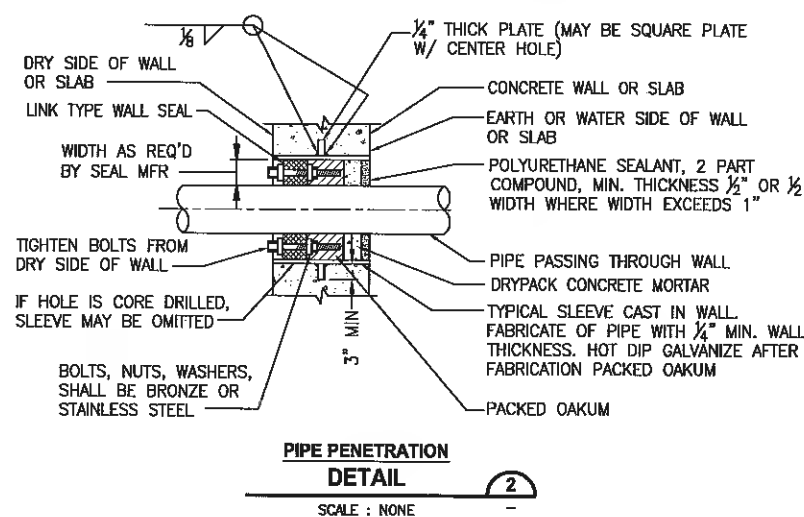 1/8
1/4" THICK PLATE (MAY BE SQUARE PLATE
W/ CENTER HOLE)
DRY SIDE OF WALL
OR SLAB
LINK TYPE WALL SEAL
WIDTH AS REQ'D
BY SEAL MFR
TIGHTEN BOLTS FROM
DRY SIDE OF WALL
IF HOLE IS CORE DRILLED,
SLEEVE MAY BE OMITTED
BOLTS, NUTS, WASHERS,
SHALL BE BRONZE OR
STAINLESS STEEL
3" MIN
CONCRETE WALL OR SLAB
EARTH OR WATER SIDE OF WALL
OR SLAB
POLYURETHANE SEALANT, 2 PART
COMPOUND, MIN. THICKNESS 1/2" OR 1/2
WIDTH WHERE WIDTH EXCEEDS 1"
PIPE PASSING THROUGH WALL
DRYPACK CONCRETE MORTAR
TYPICAL SLEEVE CAST IN WALL.
FABRICATE OF PIPE WITH 1/4" MIN. WALL
THICKNESS. HOT DIP GALVANIZE AFTER
FABRICATION PACKED OAKUM
PACKED OAKUM
PIPE PENETRATION
DETAIL
2
SCALE : NONE
-